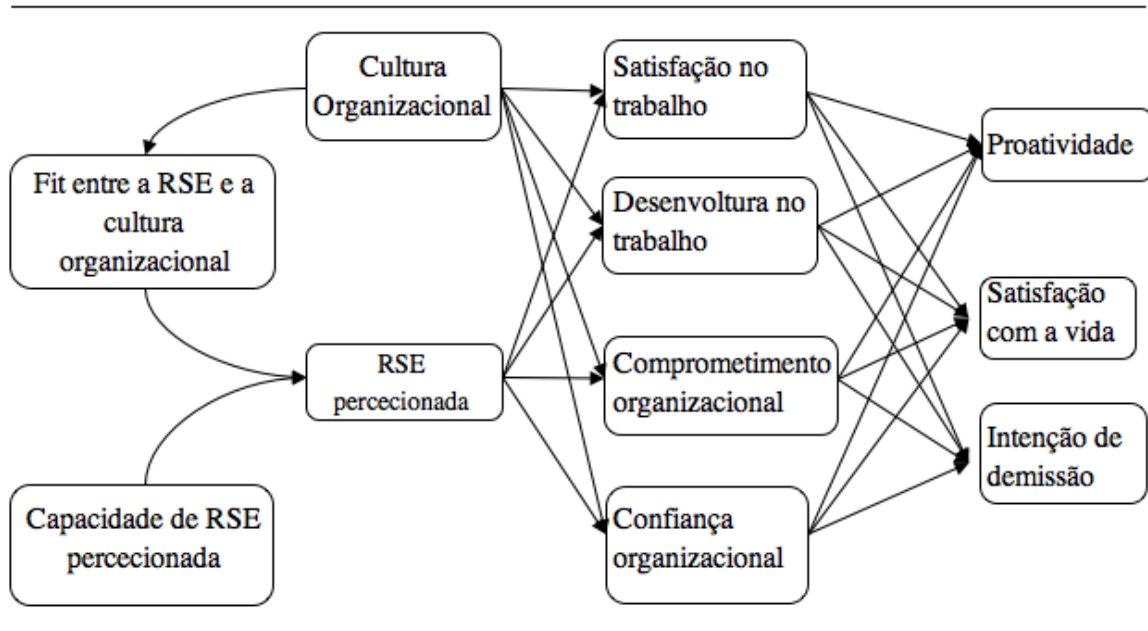 Cultura
Organizacional
Fit entre a RSE e a
cultura
organizacional
RSE
percecionada
Capacidade de RSE
percecionada
Satisfação no
trabalho
Desenvoltura no
trabalho
Comprometimento
organizacional
Confiança
organizacional
Proatividade
Satisfação
com a vida
Intenção de
demissão